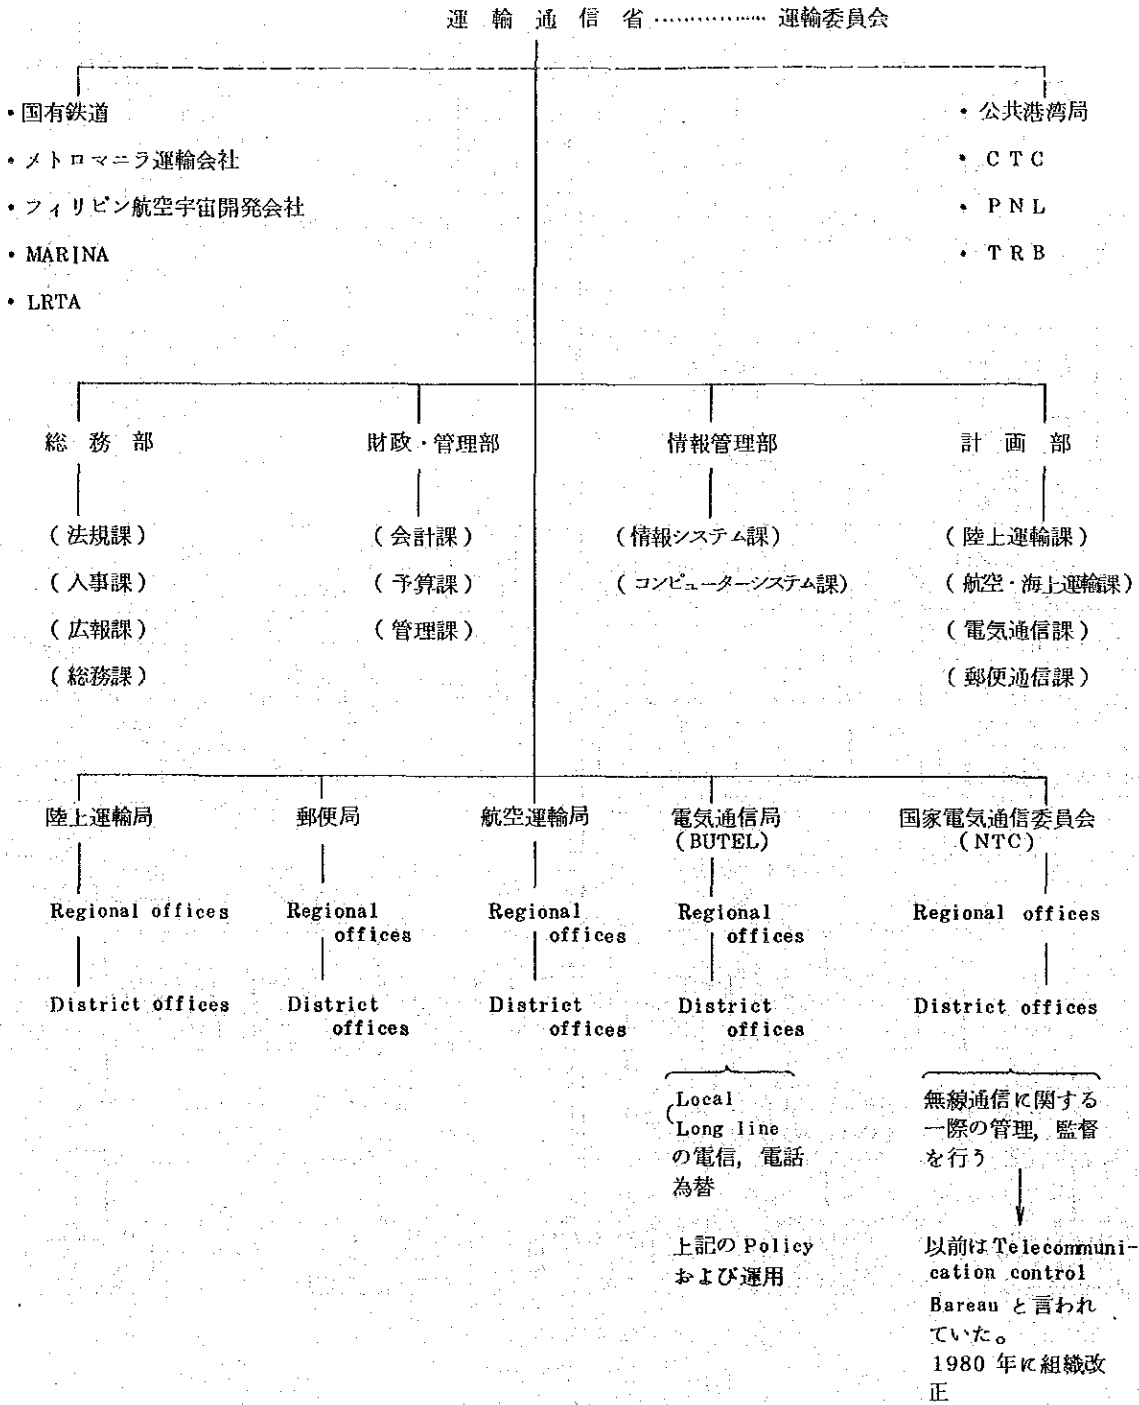 運輸通信省 ……………… 運輸委員会
・国有鉄道
・メトロマニラ運輸会社
・フィリピン航空宇宙開発会社
・MARINA
・LRTA
・公共港湾局
・CTC
・PNL
・TRB
総務部
(法規課)
(人事課)
(広報課)
(総務課)
財政・管理部
(会計課)
(予算課)
(管理課)
情報管理部
(情報システム課)
(コンピューターシステム課)
計画部
(陸上運輸課)
(航空・海上運輸課)
(電気通信課)
(郵便通信課)
陸上運輸局
Regional offices
District offices
郵便局
Regional
offices
District
offices
航空運輸局
Regional
offices
District
offices
電気通信局
(BUTEL)
Regional
offices
District
offices
Local
Long line
の電信, 電話
為替
上記の Policy
および運用
国家電気通信委員会
(NTC)
Regional offices
District offices
無線通信に関する
一際の管理, 監督
を行う
以前は Telecommuni-
cation control
Bareau と言われ
ていた。
1980 年に組織改
正